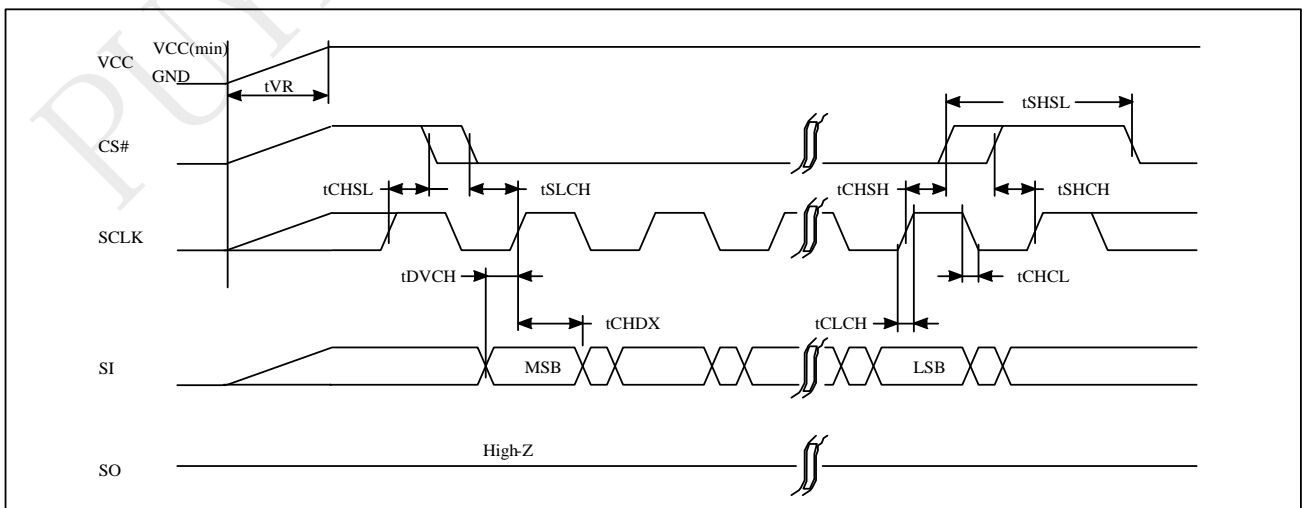 PUY
VCC VCC(min)
GND
tVR
tSHSL
CS#
tCHSL tSLCH tCHSH tSHCH
SCLK
tDVCH tCHCL
tCHDX tCLCH
SI MSB LSB
High-Z
SO